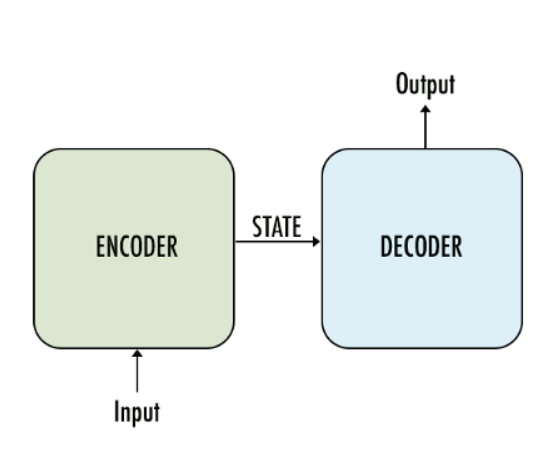 Output
ENCODER
STATE
DECODER
Input